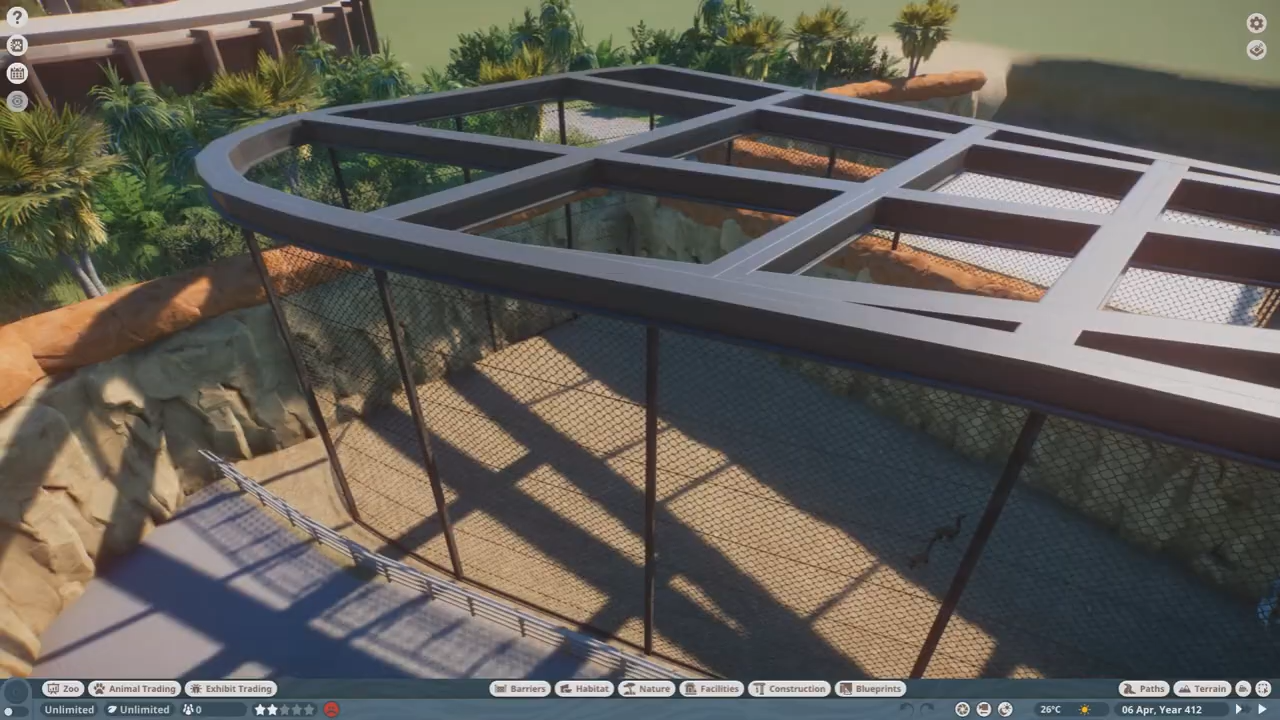 ?
Zoo Animal Trading Exhibit Trading Barriers Habitat Nature Facilities Construction Blueprints Paths Terrain
Unlimited Unlimited 0 26°C 06 Apr, Year 412